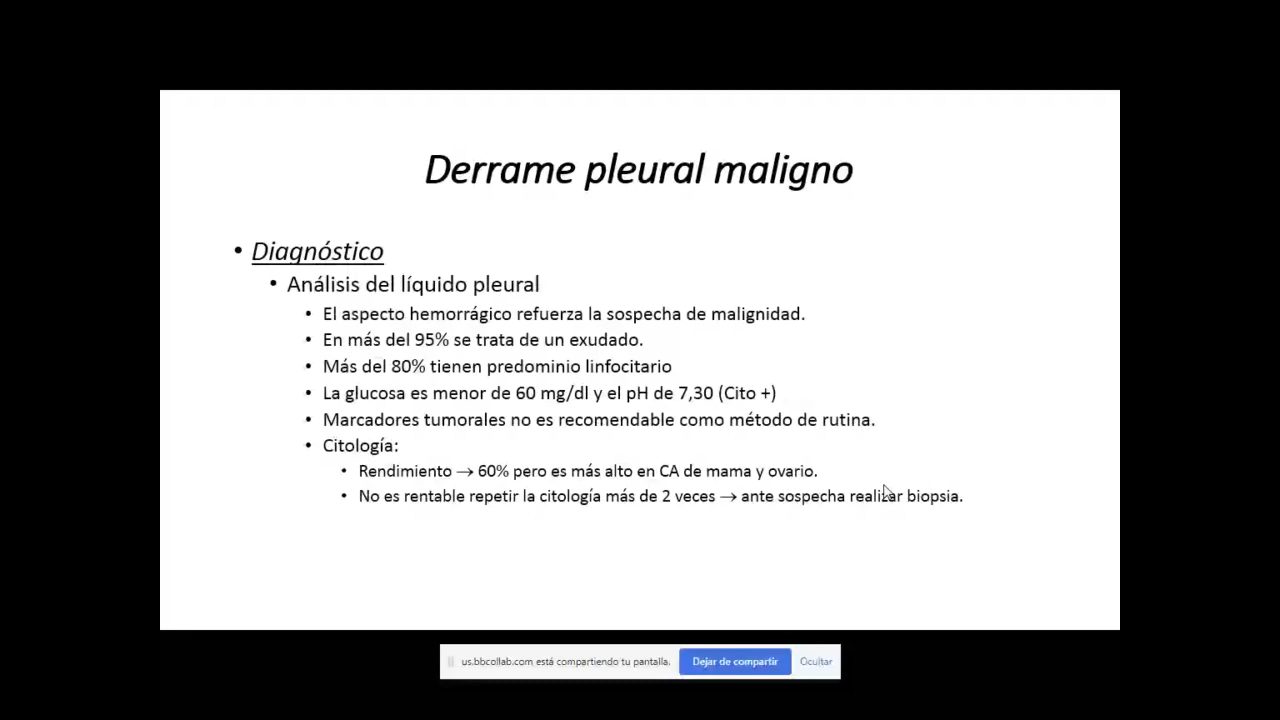 Derrame pleural maligno
• Diagnóstico
• Análisis del líquido pleural
• El aspecto hemorrágico refuerza la sospecha de malignidad.
• En más del 95% se trata de un exudado.
• Más del 80% tienen predominio linfocitario
• La glucosa es menor de 60 mg/dl y el pH de 7,30 (Cito +)
• Marcadores tumorales no es recomendable como método de rutina.
• Citología:
• Rendimiento → 60% pero es más alto en CA de mama y ovario.
• No es rentable repetir la citología más de 2 veces → ante sospecha realizar biopsia.
us.bbcollab.com está compartiendo tu pantalla. Dejar de compartir Ocultar